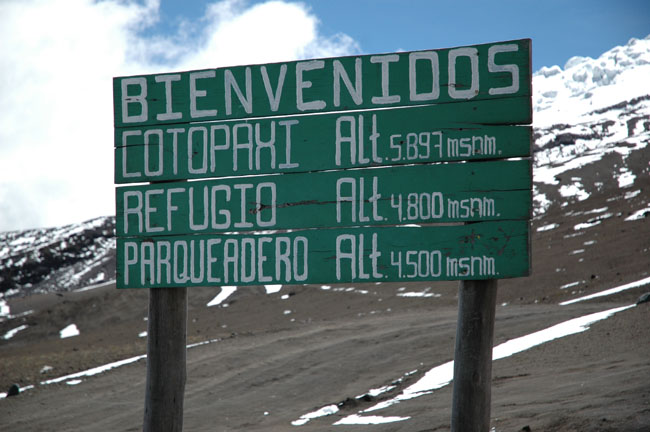 BIENVENIDOS
COTOPAXI Alt. 5.897 msnm.
REFUGIO Alt. 4.800 msnm.
PARQUEADERO Alt. 4.500 msnm.